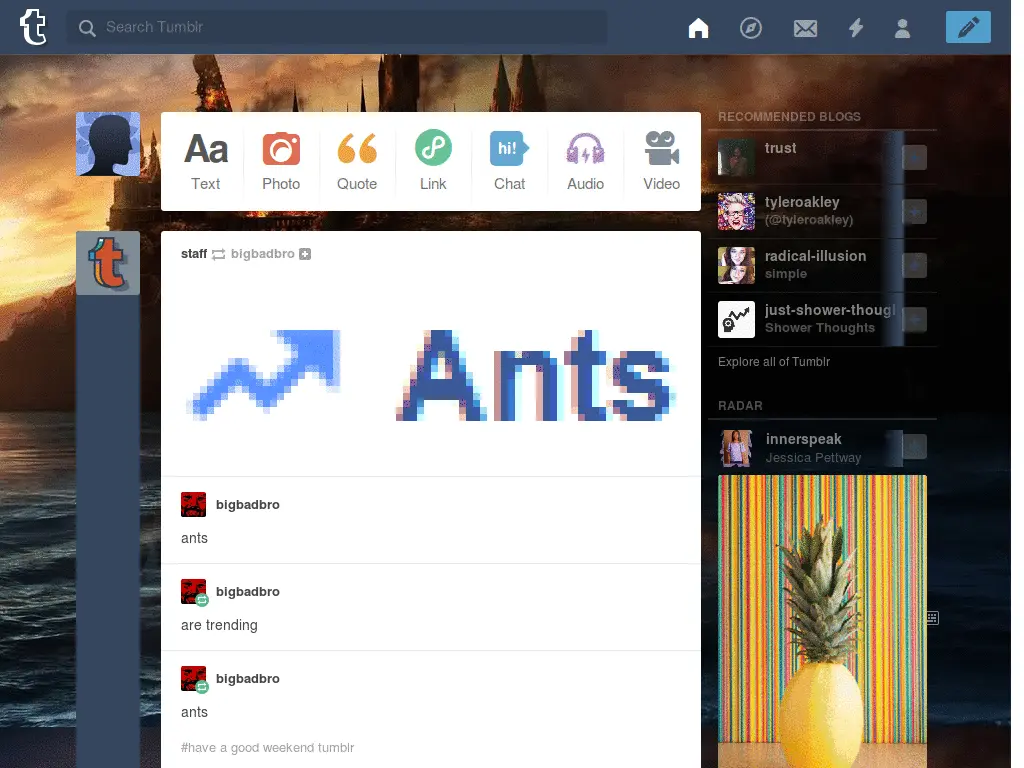 Search Tumblr
Aa
Text
Photo
Quote
Link
hi!
Chat
Audio
Video
staff bigbadbro
Ants
bigbadbro
ants
bigbadbro
are trending
bigbadbro
ants
#have a good weekend tumblr
RECOMMENDED BLOGS
trust
tyleroakley
(@tyleroakley)
radical-illusion
simple
just-shower-though
Shower Thoughts
Explore all of Tumblr
RADAR
innerspeak
Jessica Pettway